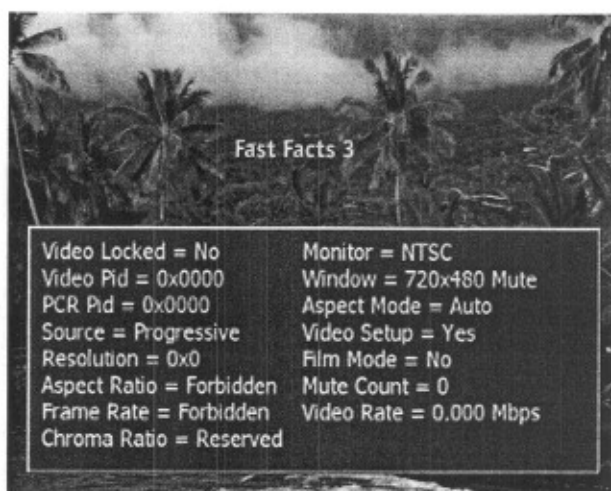 Fast Facts 3
Video Locked = No
Video Pid = 0x0000
PCR Pid = 0x0000
Source = Progressive
Resolution = 0x0
Aspect Ratio = Forbidden
Frame Rate = Forbidden
Chroma Ratio = Reserved
Monitor = NTSC
Window = 720x480 Mute
Aspect Mode = Auto
Video Setup = Yes
Film Mode = No
Mute Count = 0
Video Rate = 0.000 Mbps